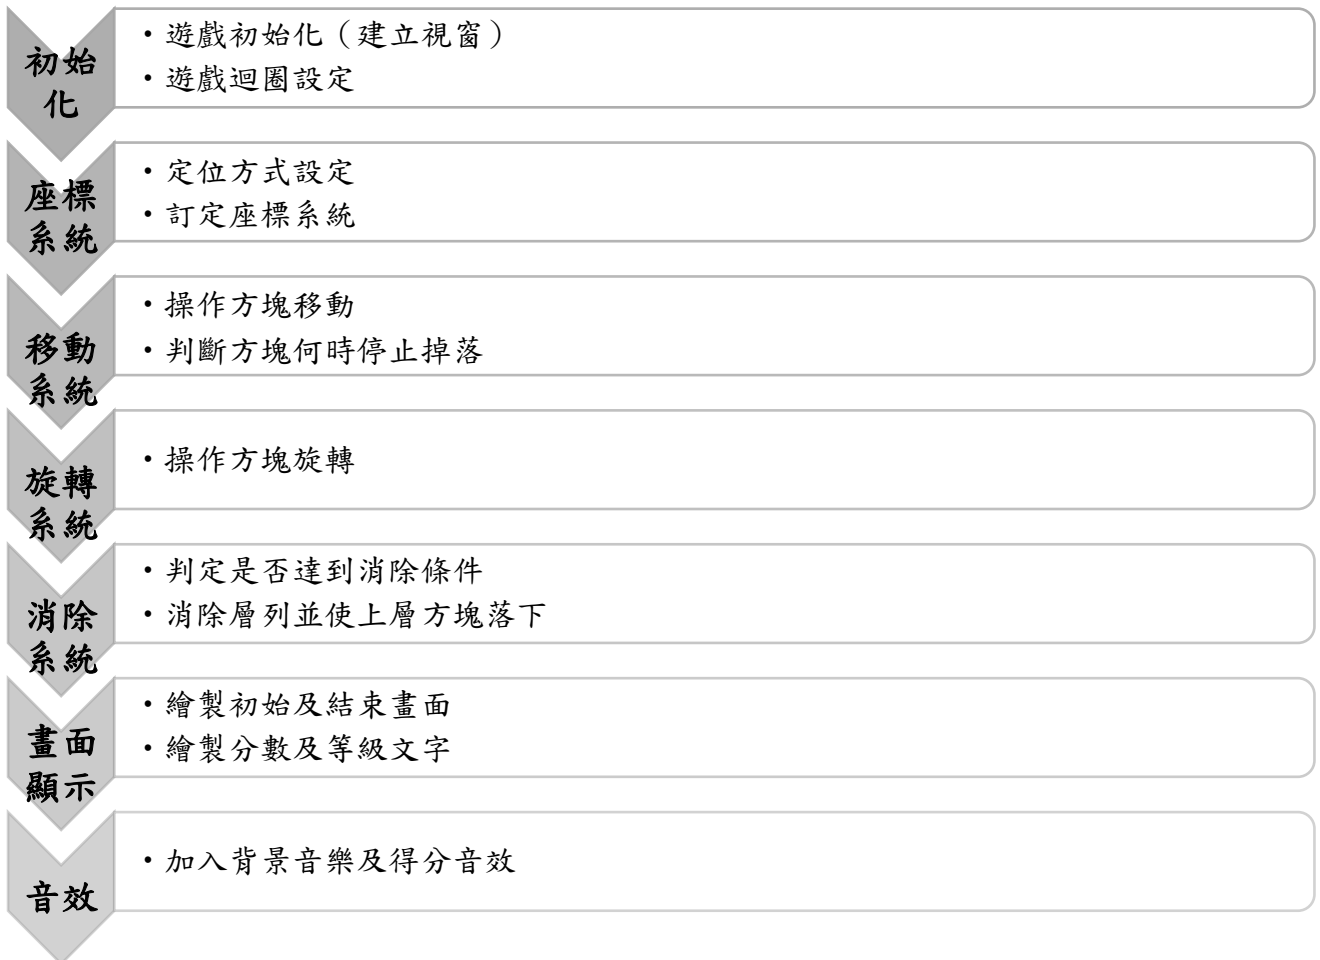 初始
化
・遊戲初始化（建立視窗）
・遊戲迴圈設定
座標
系統
・定位方式設定
・訂定座標系統
移動
系統
・操作方塊移動
・判斷方塊何時停止掉落
旋轉
系統
・操作方塊旋轉
消除
系統
・判定是否達到消除條件
・消除層列並使上層方塊落下
畫面
顯示
・繪製初始及結束畫面
・繪製分數及等級文字
音效
・加入背景音樂及得分音效